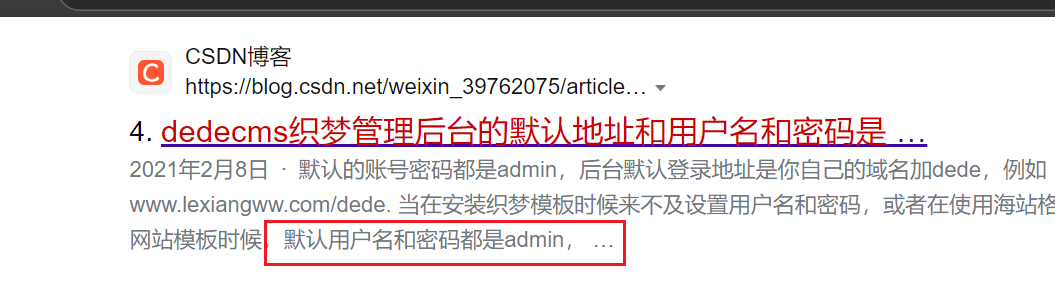 CSDN博客
https://blog.csdn.net/weixin_39762075/article…
4. dedecms织梦管理后台的默认地址和用户名和密码是 …
2021年2月8日 · 默认的账号密码都是admin，后台默认登录地址是你自己的域名加dede，例如
www.lexiangww.com/dede. 当在安装织梦模板时候来不及设置用户名和密码，或者在使用海站格
网站模板时候，默认用户名和密码都是admin， …